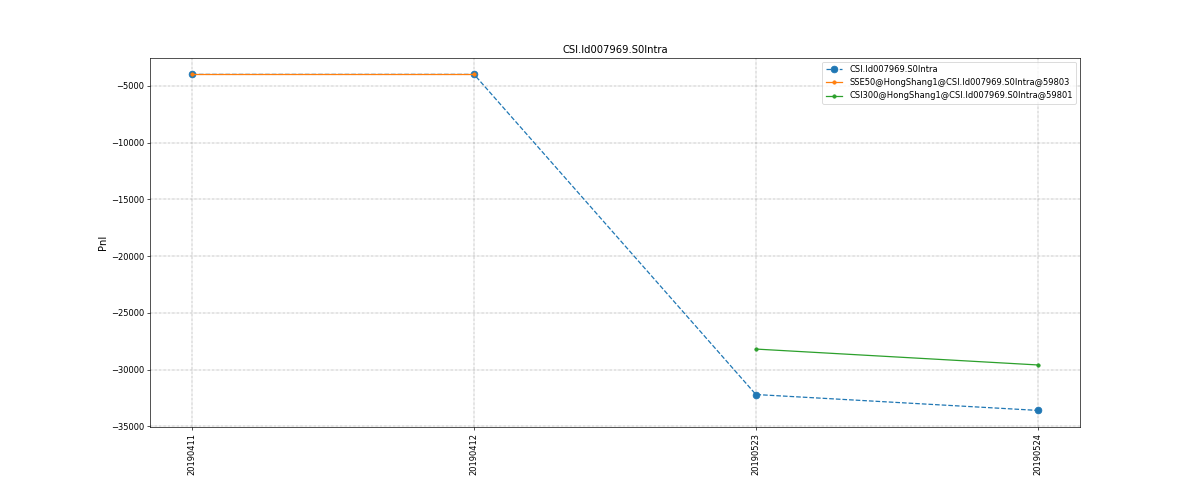 CSI.Id007969.S0Intra
CSI.Id007969.S0Intra
SSE50@HongShang1@CSI.Id007969.S0Intra@59803
CSI300@HongShang1@CSI.Id007969.S0Intra@59801
−5000
−10000
−15000
−20000
−25000
−30000
−35000
Pnl
20190411
20190412
20190523
20190524